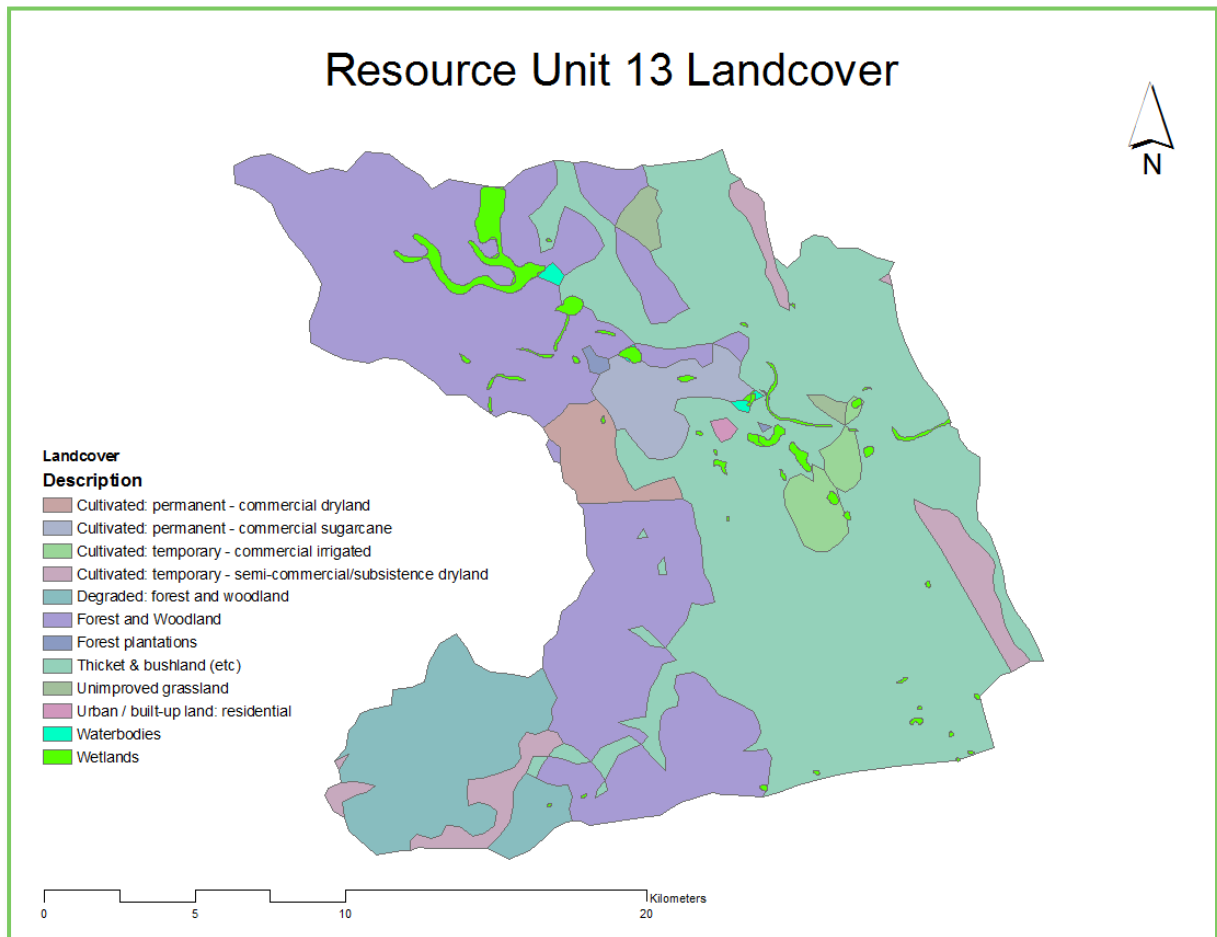 Resource Unit 13 Landcover
N
Landcover
Description
Cultivated: permanent - commercial dryland
Cultivated: permanent - commercial sugarcane
Cultivated: temporary - commercial irrigated
Cultivated: temporary - semi-commercial/subsistence dryland
Degraded: forest and woodland
Forest and Woodland
Forest plantations
Thicket & bushland (etc)
Unimproved grassland
Urban / built-up land: residential
Waterbodies
Wetlands
Kilometers
0 5 10 20